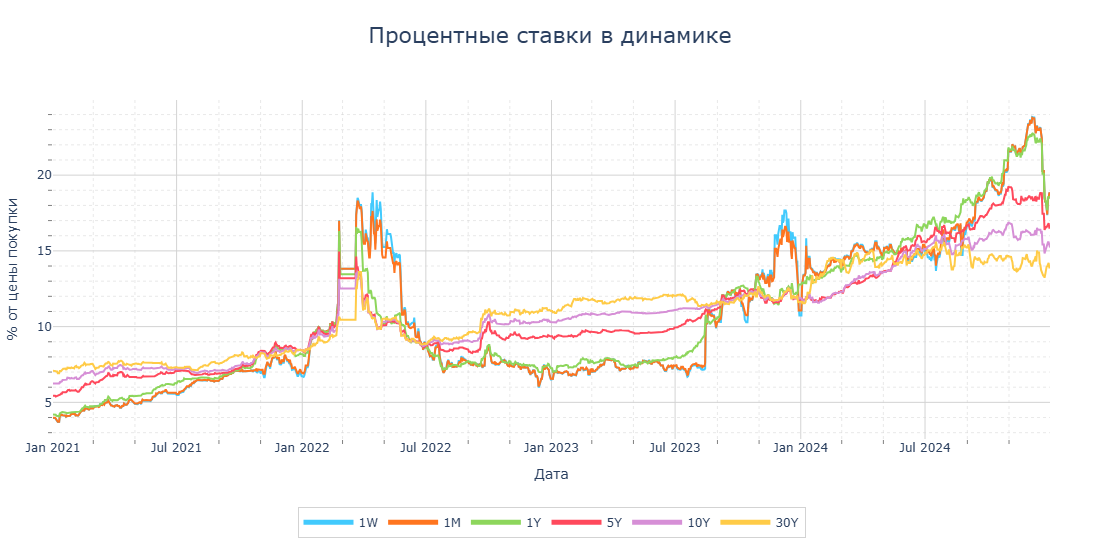 Процентные ставки в динамике
% от цены покупки
20
15
10
5
Jan 2021 Jul 2021 Jan 2022 Jul 2022 Jan 2023 Jul 2023 Jan 2024 Jul 2024
Дата
1W 1M 1Y 5Y 10Y 30Y